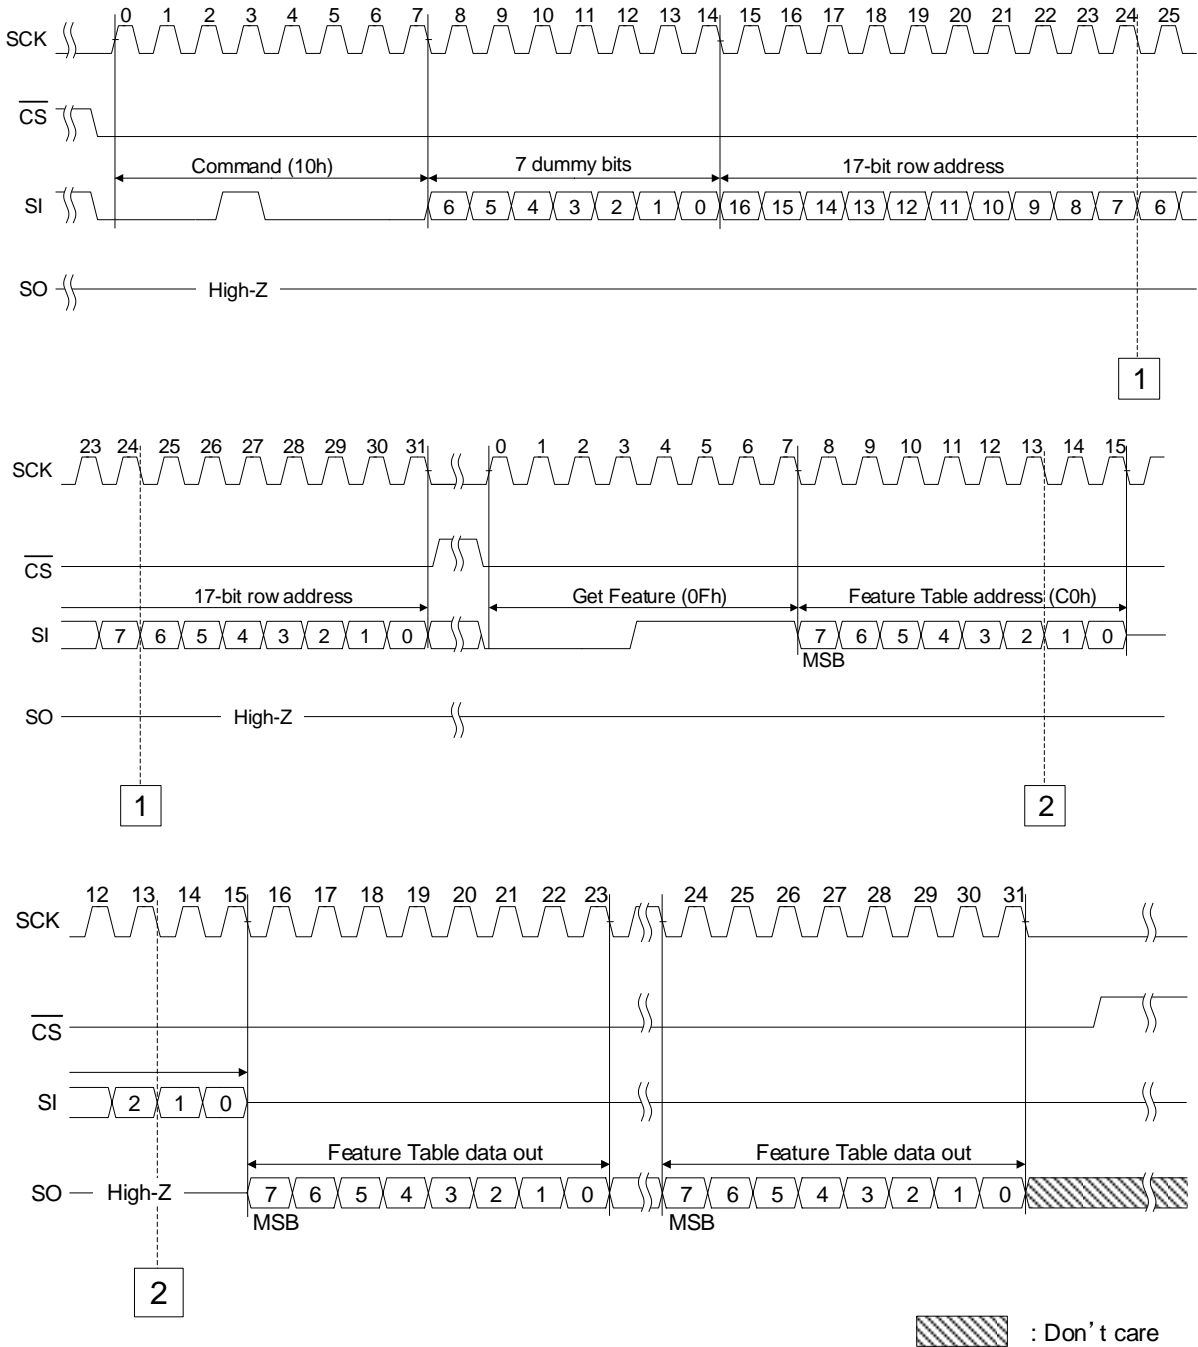 0 1 2 3 4 5 6 7 8 9 10 11 12 13 14 15 16 17 18 19 20 21 22 23 24 25
SCK
CS
Command (10h) 7 dummy bits 17-bit row address
SI 6 5 4 3 2 1 0 16 15 14 13 12 11 10 9 8 7 6
SO High-Z
1
23 24 25 26 27 28 29 30 31 0 1 2 3 4 5 6 7 8 9 10 11 12 13 14 15
SCK
CS
17-bit row address Get Feature (0Fh) Feature Table address (C0h)
SI 7 6 5 4 3 2 1 0 7 6 5 4 3 2 1 0
MSB
SO High-Z
1 2
12 13 14 15 16 17 18 19 20 21 22 23 24 25 26 27 28 29 30 31
SCK
CS
SI 2 1 0
Feature Table data out Feature Table data out
SO High-Z 7 6 5 4 3 2 1 0 7 6 5 4 3 2 1 0
MSB MSB
2
: Don't care